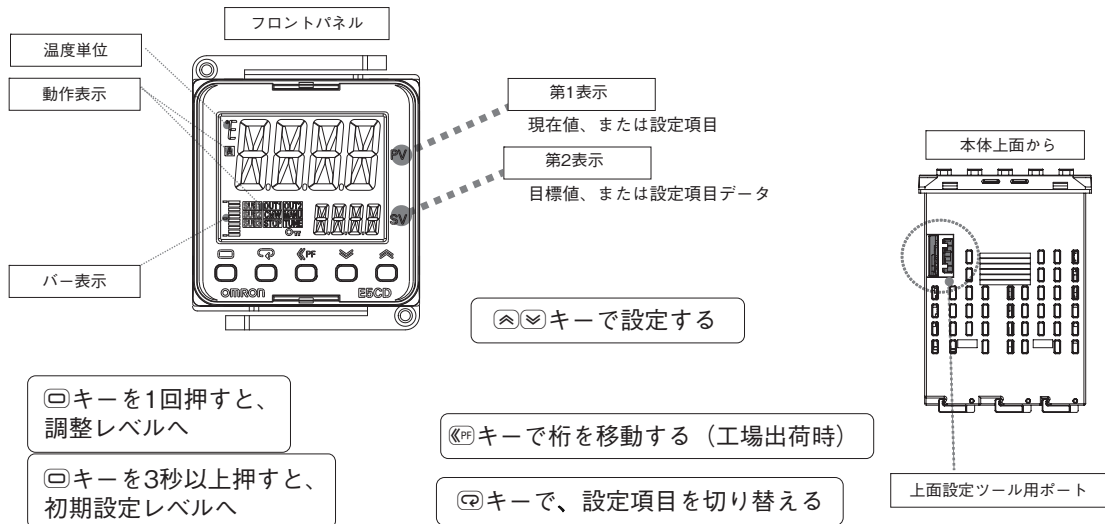 フロントパネル
温度単位
動作表示
バー表示
第1表示
現在値、または設定項目
第2表示
目標値、または設定項目データ
PV
SV
OUT1 OUT2
STOP TUNE
PF
OMRON
E5CD
キーで設定する
キーを1回押すと、
調整レベルへ
キーを3秒以上押すと、
初期設定レベルへ
PFキーで桁を移動する（工場出荷時）
キーで、設定項目を切り替える
本体上面から
上面設定ツール用ポート